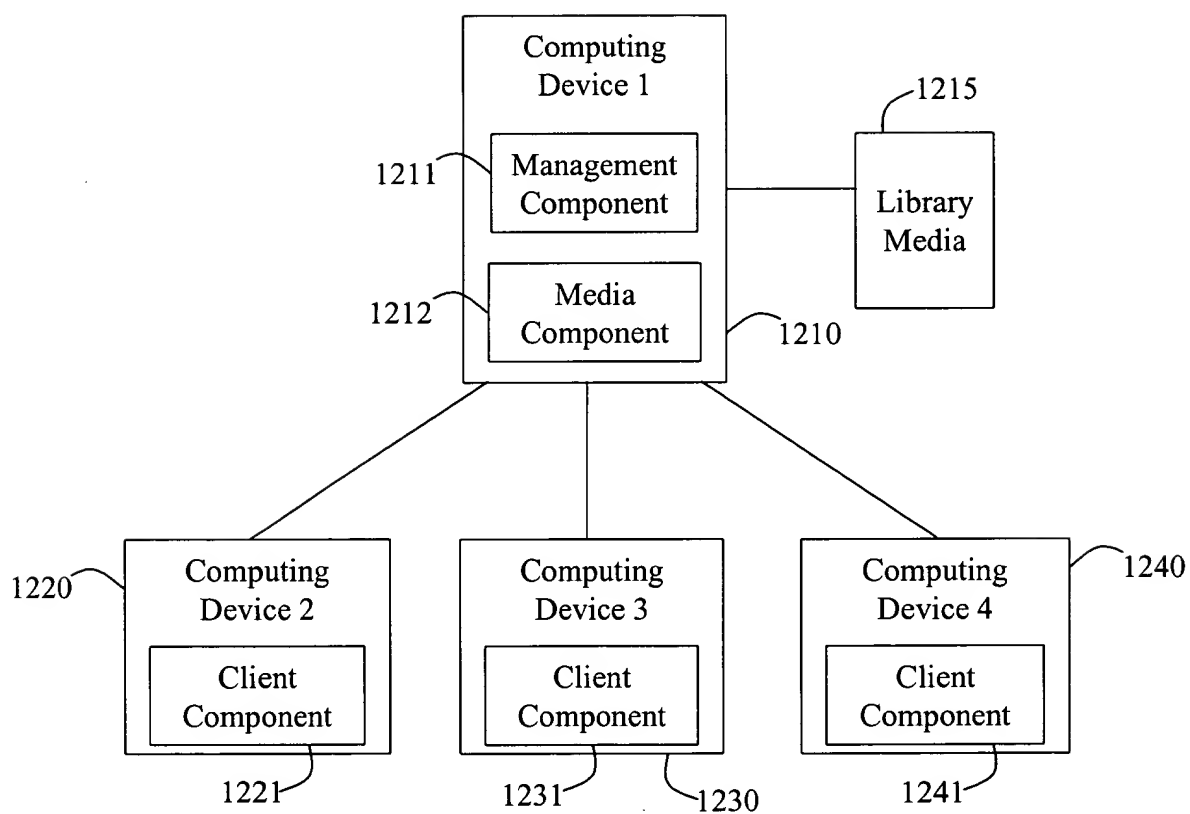 Computing
Device 1
1215
1211
Management
Component
Library
Media
1212
Media
Component
1210
1220
Computing
Device 2
Computing
Device 3
Computing
Device 4
1240
Client
Component
Client
Component
Client
Component
1221
1231
1230
1241